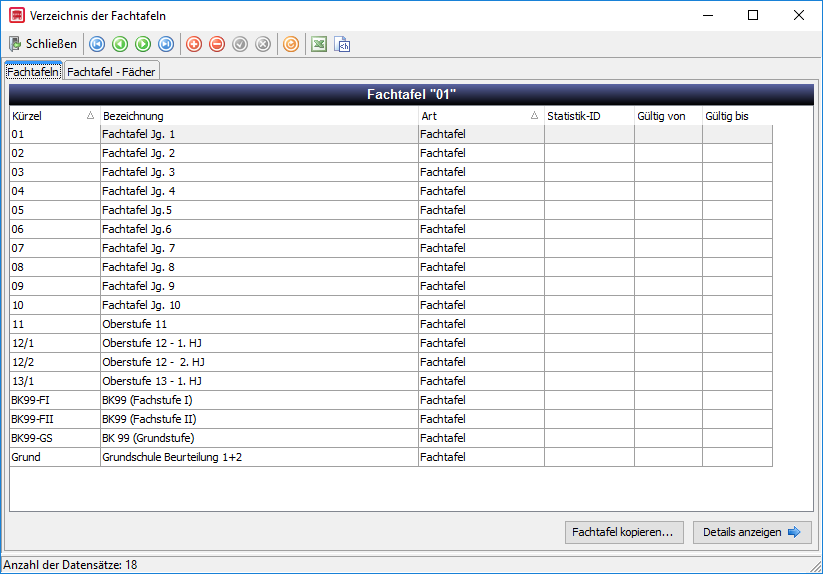 Verzeichnis der Fachtafeln
Schließen
Fachtafeln Fachtafel - Fächer
Fachtafel "01"
Kürzel Bezeichnung Art Statistik-ID Gültig von Gültig bis
01 Fachtafel Jg. 1 Fachtafel
02 Fachtafel Jg. 2 Fachtafel
03 Fachtafel Jg. 3 Fachtafel
04 Fachtafel Jg. 4 Fachtafel
05 Fachtafel Jg.5 Fachtafel
06 Fachtafel Jg.6 Fachtafel
07 Fachtafel Jg. 7 Fachtafel
08 Fachtafel Jg. 8 Fachtafel
09 Fachtafel Jg. 9 Fachtafel
10 Fachtafel Jg. 10 Fachtafel
11 Oberstufe 11 Fachtafel
12/1 Oberstufe 12 - 1. HJ Fachtafel
12/2 Oberstufe 12 - 2. HJ Fachtafel
13/1 Oberstufe 13 - 1. HJ Fachtafel
BK99-FI BK99 (Fachstufe I) Fachtafel
BK99-FII BK99 (Fachstufe II) Fachtafel
BK99-GS BK 99 (Grundstufe) Fachtafel
Grund Grundschule Beurteilung 1+2 Fachtafel
Fachtafel kopieren... Details anzeigen
Anzahl der Datensätze: 18